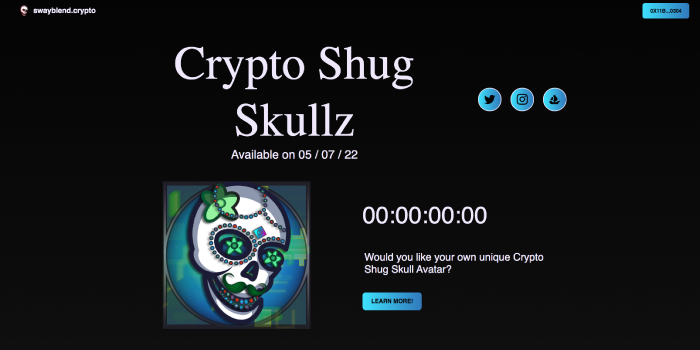 swayblend.crypto
0X11B...0304
Crypto Shug
Skullz
Available on 05 / 07 / 22
00:00:00:00
Would you like your own unique Crypto
Shug Skull Avatar?
LEARN MORE!